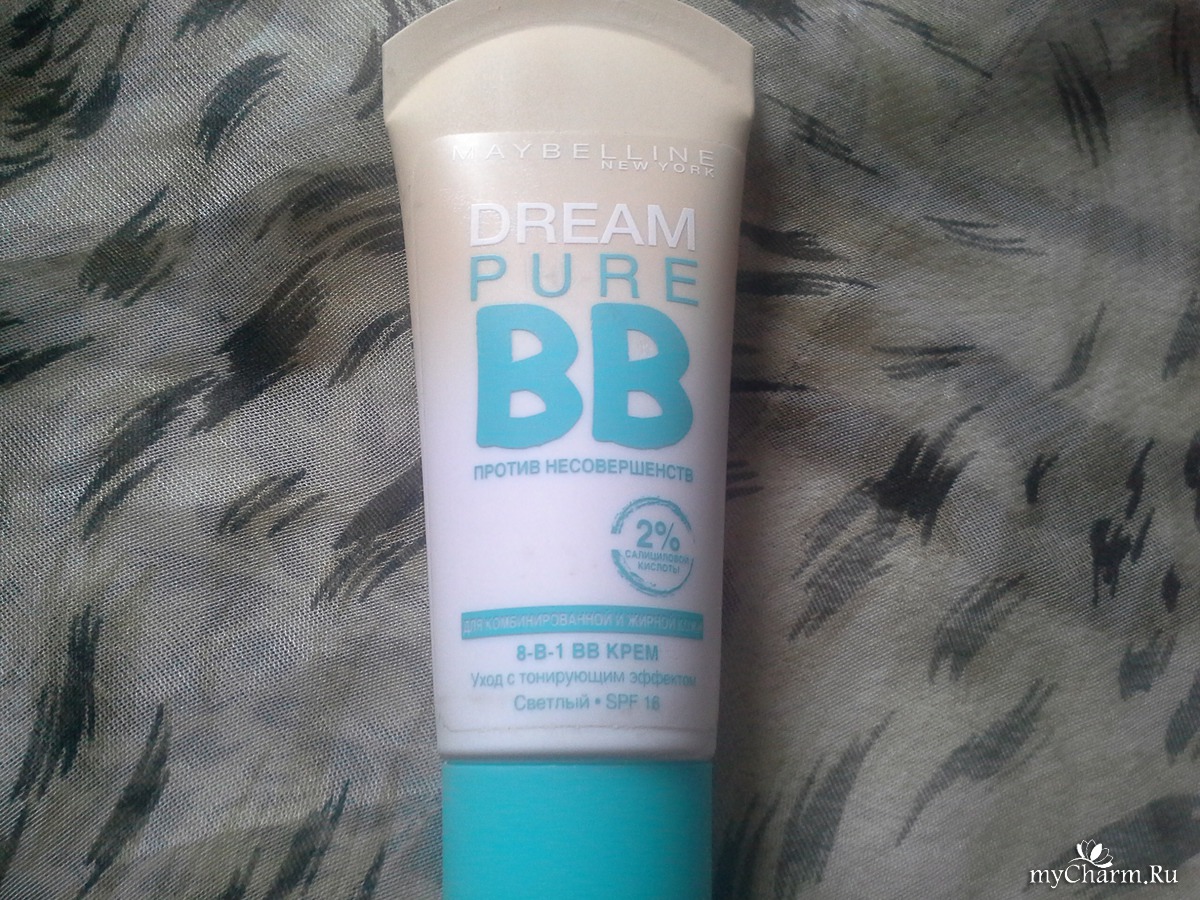 MAYBELLINE
NEW YORK
DREAM
PURE
BB
ПРОТИВ НЕСОВЕРШЕНСТВ
2%
САЛИЦИЛОВОЙ
КИСЛОТЫ
ДЛЯ КОМБИНИРОВАННОЙ И ЖИРНОЙ КОЖИ
8-В-1 ВВ КРЕМ
Уход с тонирующим эффектом
Светлый • SPF 16
myCharm.Ru